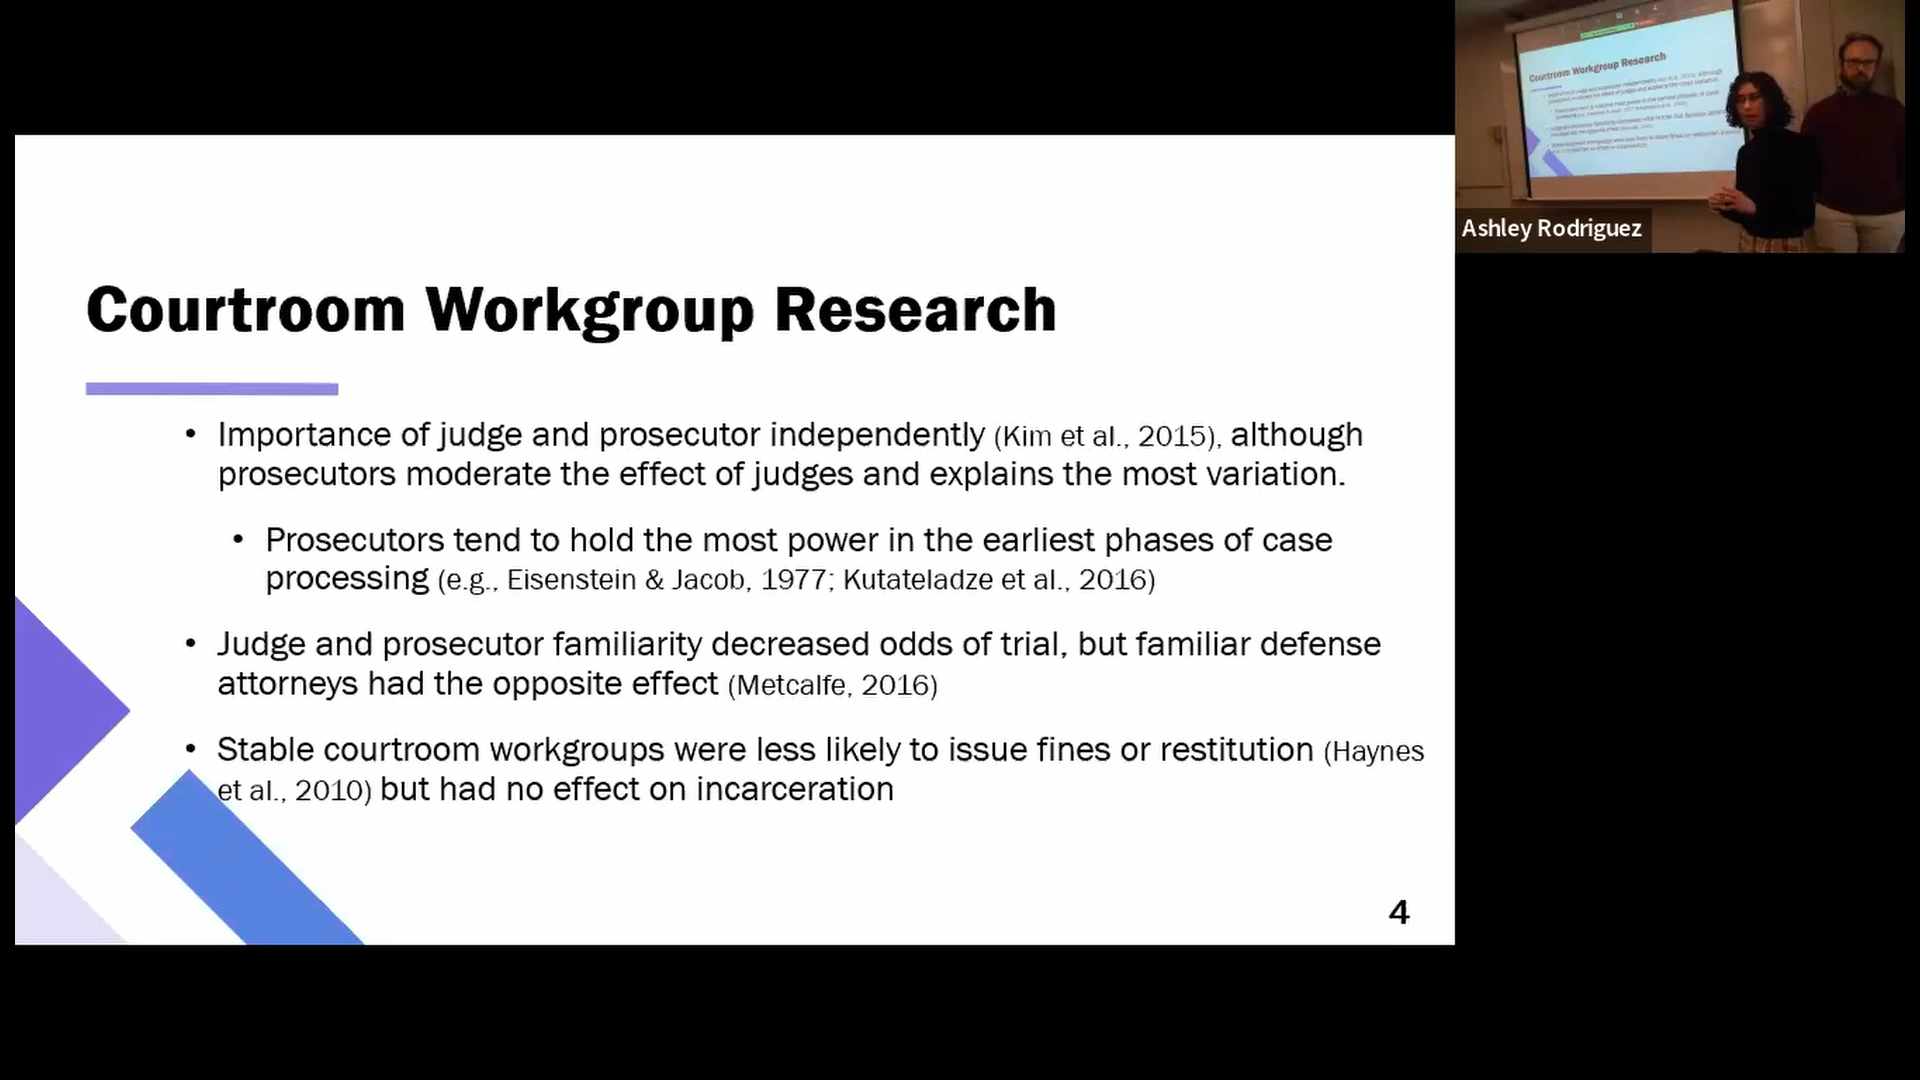 Courtroom Workgroup Research
• Importance of judge and prosecutor independently (Kim et al., 2015), although
prosecutors moderate the effect of judges and explains the most variation.
• Prosecutors tend to hold the most power in the earliest phases of case
processing (e.g., Eisenstein & Jacob, 1977; Kutateladze et al., 2016)
• Judge and prosecutor familiarity decreased odds of trial, but familiar defense
attorneys had the opposite effect (Metcalfe, 2016)
• Stable courtroom workgroups were less likely to issue fines or restitution (Haynes
et al., 2010) but had no effect on incarceration
4
Courtroom Workgroup Research
Ashley Rodriguez